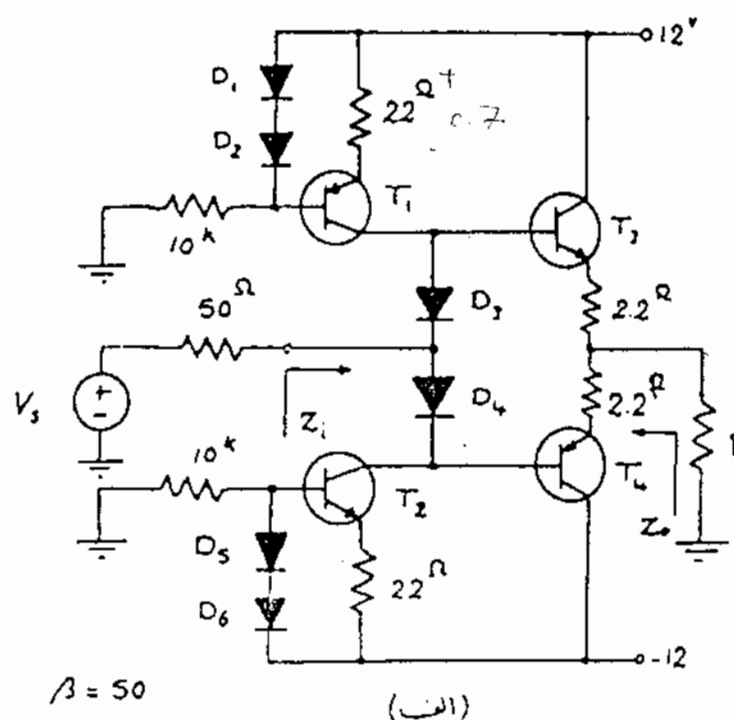 12ᵛ
D₁
22Ω +
0.7
D₂
T₁
T₃
10ᵏ
50Ω
D₃
2.2Ω
Vₛ
+
-
Zᵢ
D₄
2.2Ω
10ᵏ
T₂
T₄
Zₒ
D₅
D₆
22Ω
-12
β = 50
(الف)